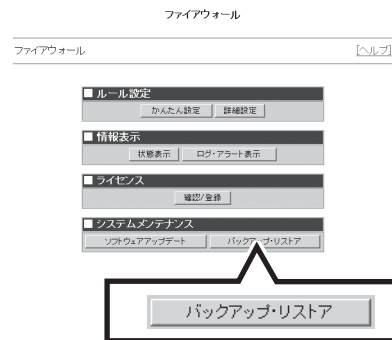 ファイアウォール
ファイアウォール [ヘルプ]
■ ルール設定
かんたん設定 詳細設定
■ 情報表示
状態表示 ログ・アラート表示
■ ライセンス
確認/登録
■ システムメンテナンス
ソフトウェアアップデート バックアップ・リストア
バックアップ・リストア